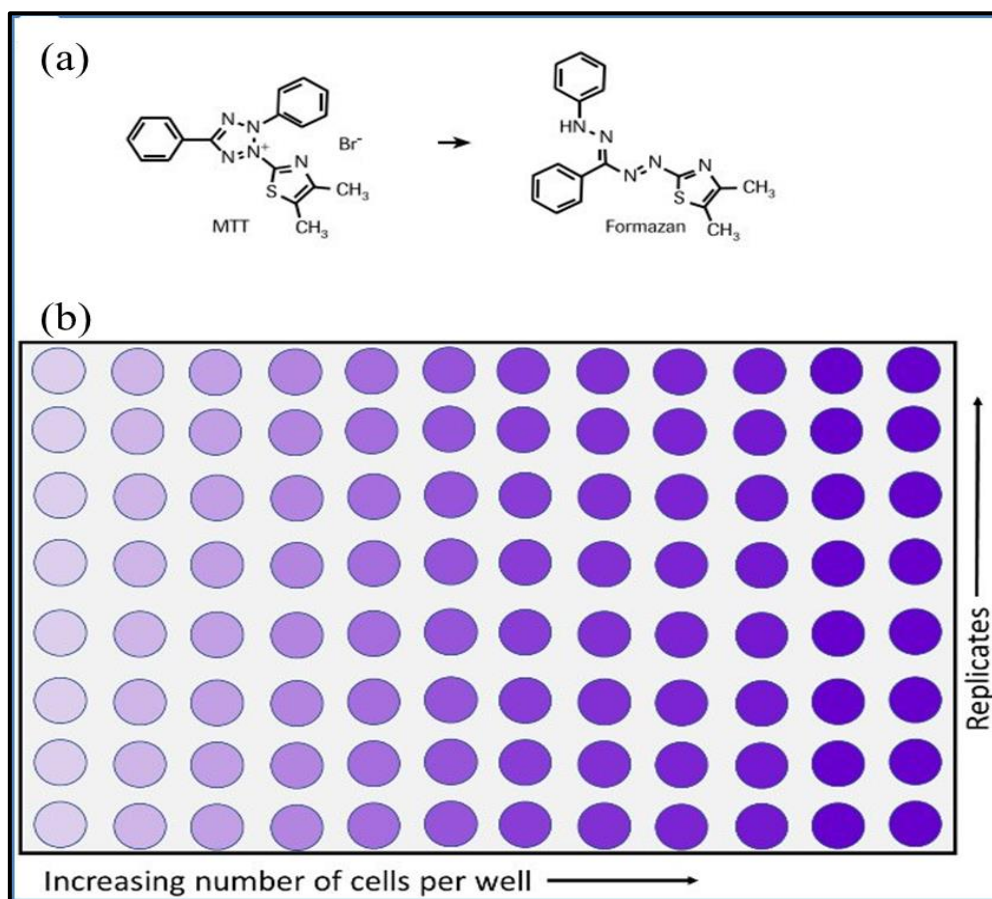 (a)
N
N
N
N+
Br-
N
S
CH3
CH3
MTT
HN
N
N
N
N
S
CH3
CH3
Formazan
(b)
Replicates
Increasing number of cells per well